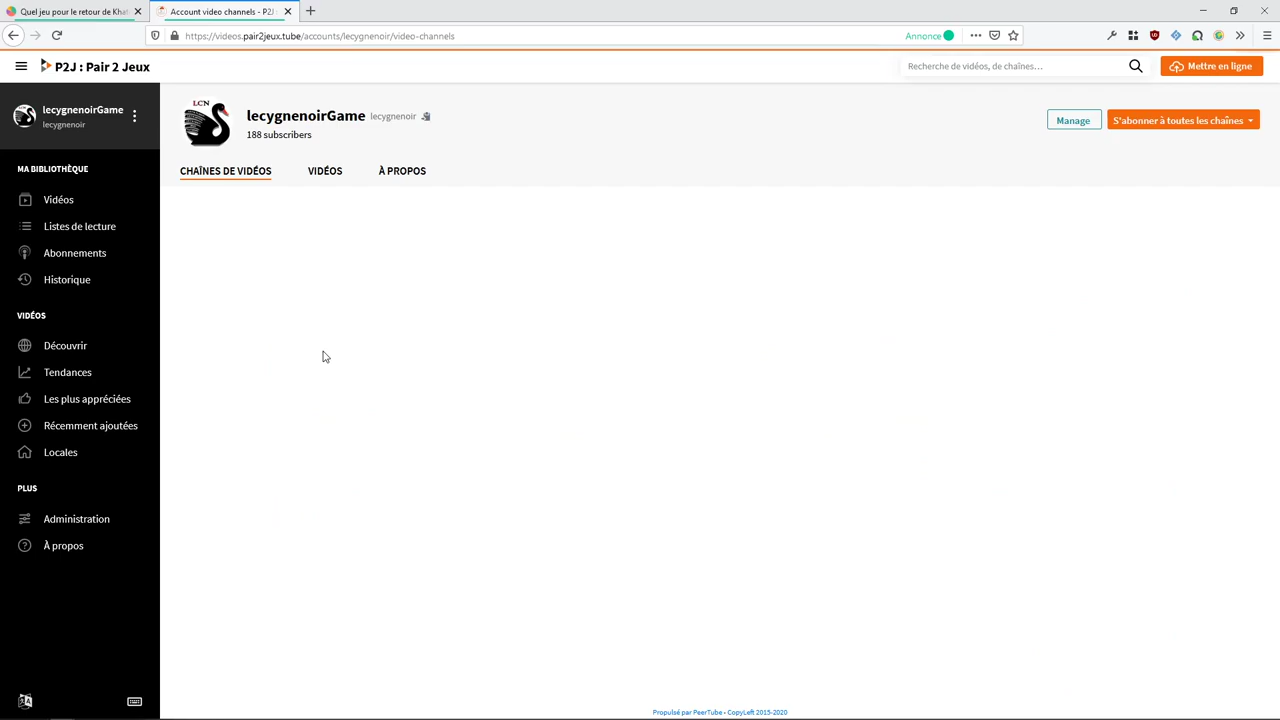 Quel jeu pour le retour de Khat
Account video channels - P2J
https://videos.pair2jeux.tube/accounts/lecygnenoir/video-channels
Annonce
P2J : Pair 2 Jeux
Recherche de vidéos, de chaînes…
Mettre en ligne
lecygnenoirGame
lecygnenoir
LCN
lecygnenoirGame lecygnenoir
188 subscribers
Manage
S'abonner à toutes les chaînes
CHAÎNES DE VIDÉOS
VIDÉOS
À PROPOS
MA BIBLIOTHÈQUE
Vidéos
Listes de lecture
Abonnements
Historique
VIDÉOS
Découvrir
Tendances
Les plus appréciées
Récemment ajoutées
Locales
PLUS
Administration
À propos
Propulsé par PeerTube • CopyLeft 2015-2020